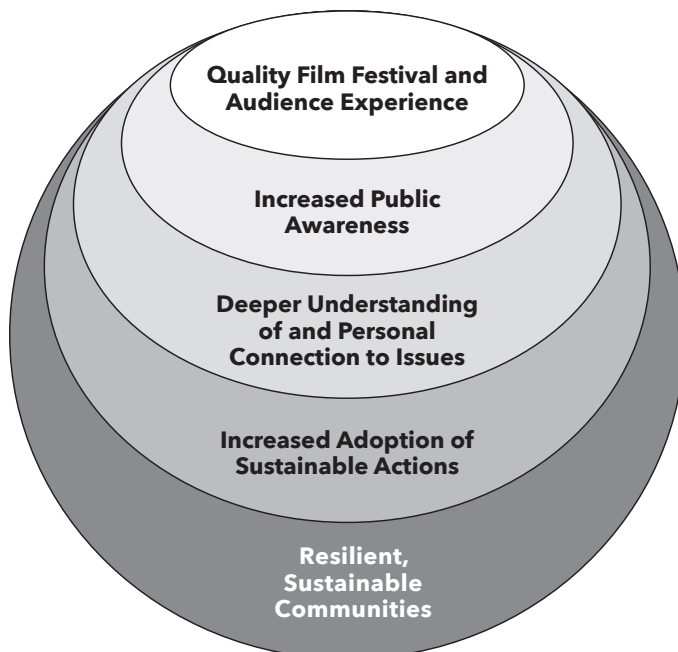 Quality Film Festival and
Audience Experience
Increased Public
Awareness
Deeper Understanding
of and Personal
Connection to Issues
Increased Adoption of
Sustainable Actions
Resilient,
Sustainable
Communities